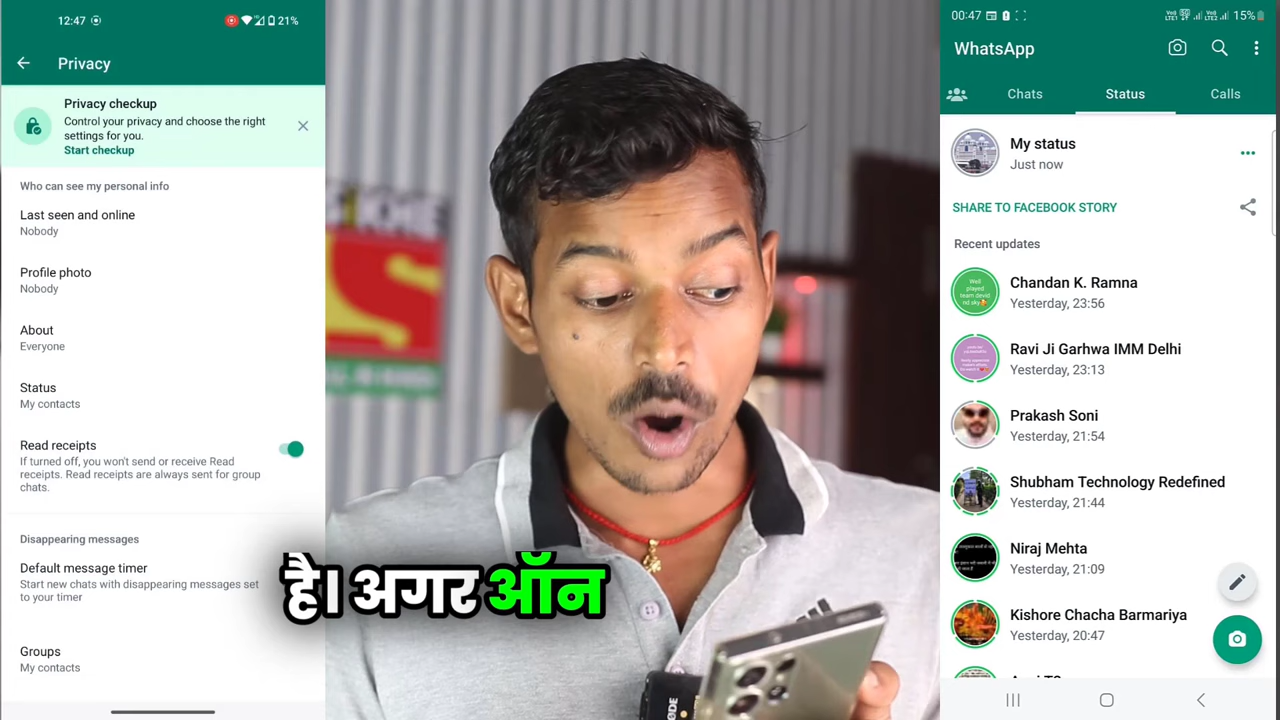 12:47
21%
Privacy
Privacy checkup
Control your privacy and choose the right
settings for you.
Start checkup
Who can see my personal info
Last seen and online
Nobody
Profile photo
Nobody
About
Everyone
Status
My contacts
Read receipts
If turned off, you won't send or receive Read
receipts. Read receipts are always sent for group
chats.
Disappearing messages
Default message timer
Start new chats with disappearing messages set
to your timer
Groups
My contacts
है। अगर ऑन
00:47
15%
WhatsApp
Chats
Status
Calls
My status
Just now
SHARE TO FACEBOOK STORY
Recent updates
Well
played
team devid
nd sky
Chandan K. Ramna
Yesterday, 23:56
Ravi Ji Garhwa IMM Delhi
Yesterday, 23:13
Prakash Soni
Yesterday, 21:54
Shubham Technology Redefined
Yesterday, 21:44
Niraj Mehta
Yesterday, 21:09
Kishore Chacha Barmariya
Yesterday, 20:47